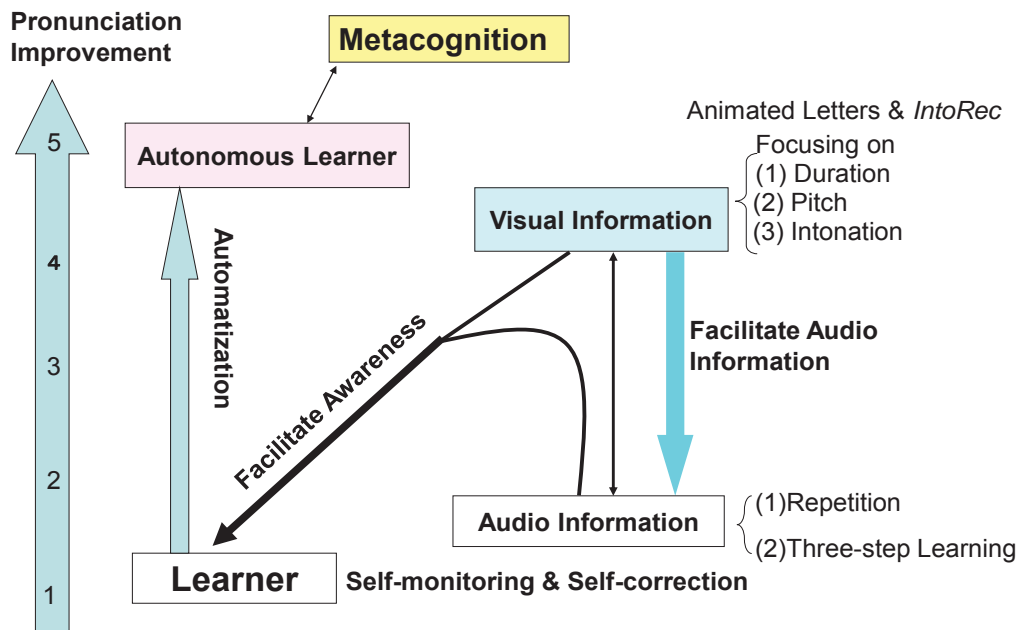 Pronunciation
Improvement
Metacognition
Animated Letters & IntoRec
5
Autonomous Learner
Focusing on
(1) Duration
(2) Pitch
(3) Intonation
Visual Information
4
Automatization
Facilitate Awareness
Facilitate Audio
Information
3
2
Audio Information
(1)Repetition
(2)Three-step Learning
Learner
Self-monitoring & Self-correction
1